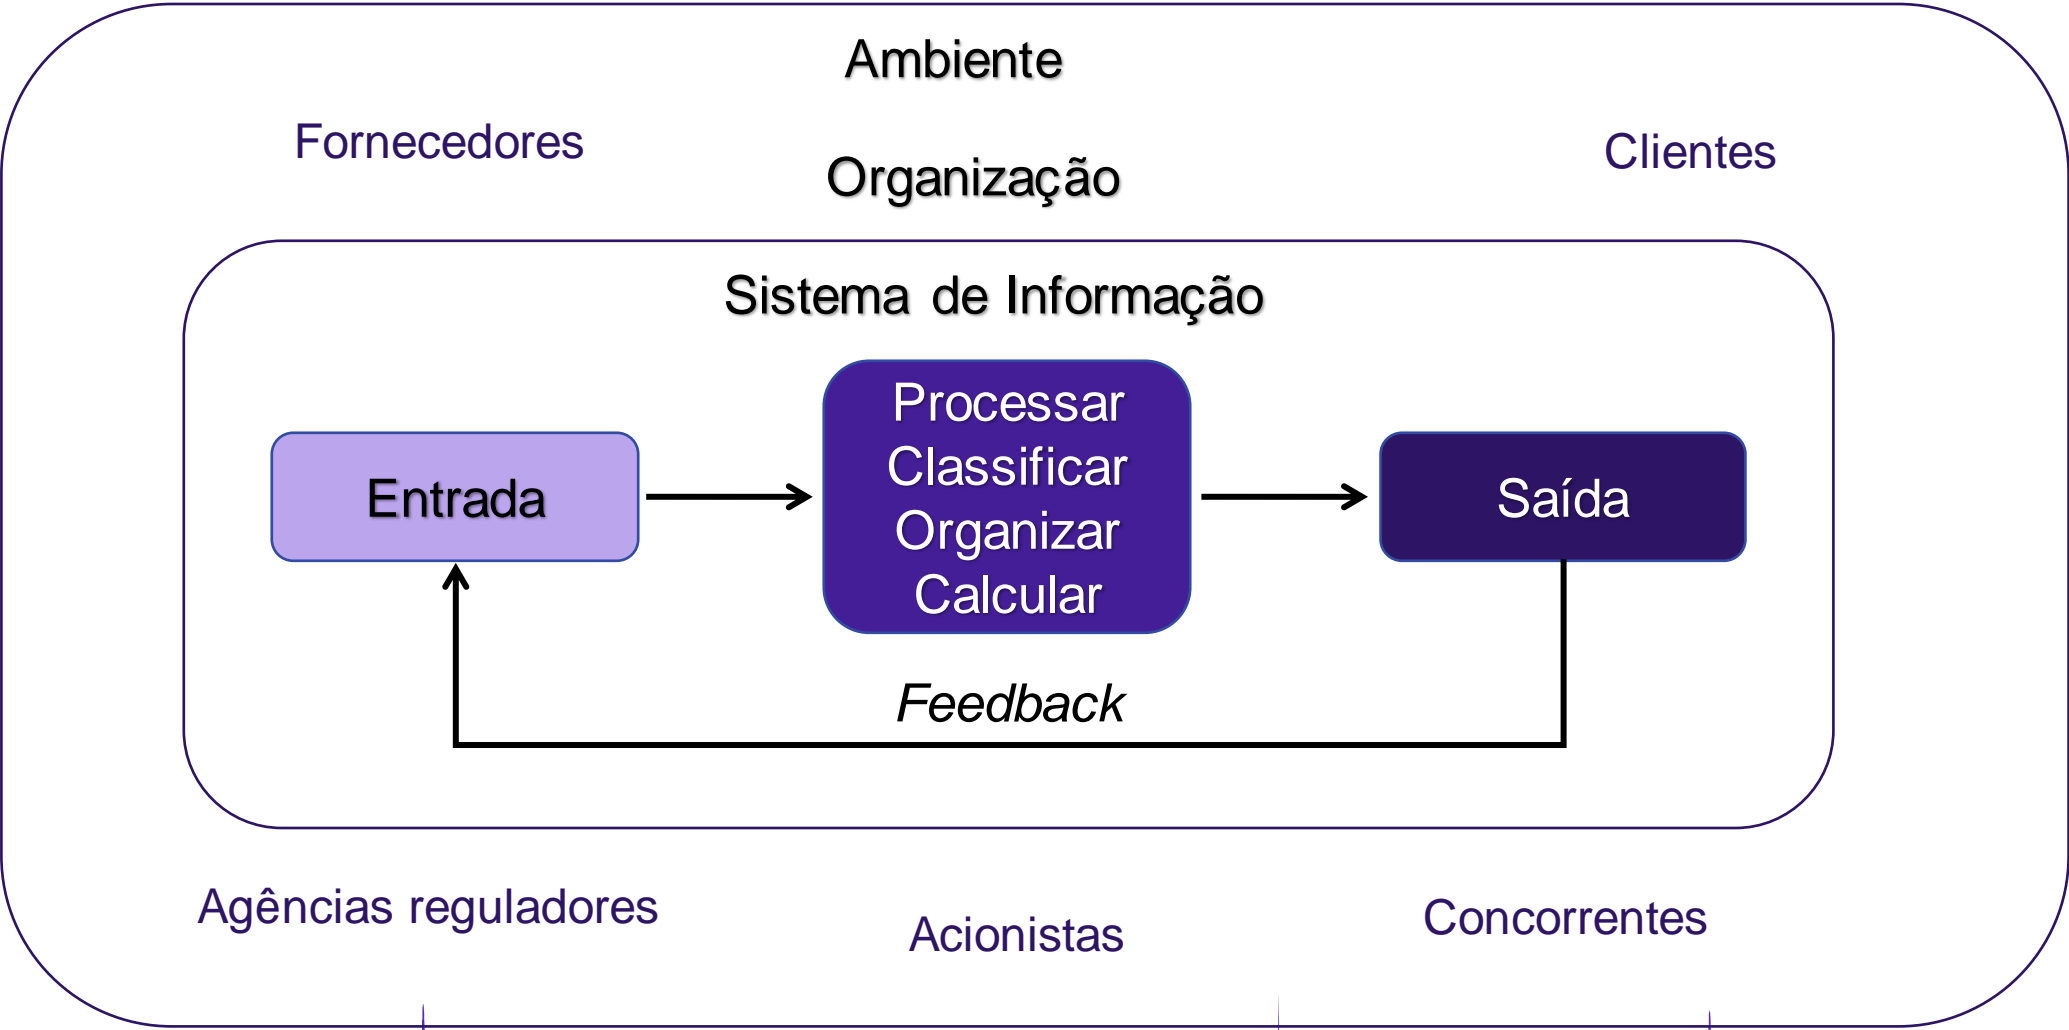 Ambiente
Fornecedores
Clientes
Organização
Sistema de Informação
Entrada
Processar
Classificar
Organizar
Calcular
Saída
Feedback
Agências reguladores
Acionistas
Concorrentes